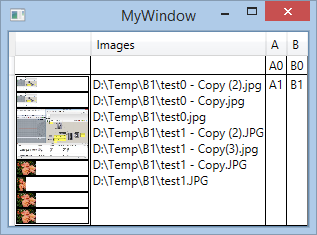 MyWindow
Images A B
A0 B0
D:\Temp\B1\test0 - Copy (2).jpg A1 B1
D:\Temp\B1\test0 - Copy.jpg
D:\Temp\B1\test0.jpg
D:\Temp\B1\test1 - Copy (2).JPG
D:\Temp\B1\test1 - Copy(3).jpg
D:\Temp\B1\test1 - Copy.JPG
D:\Temp\B1\test1.JPG